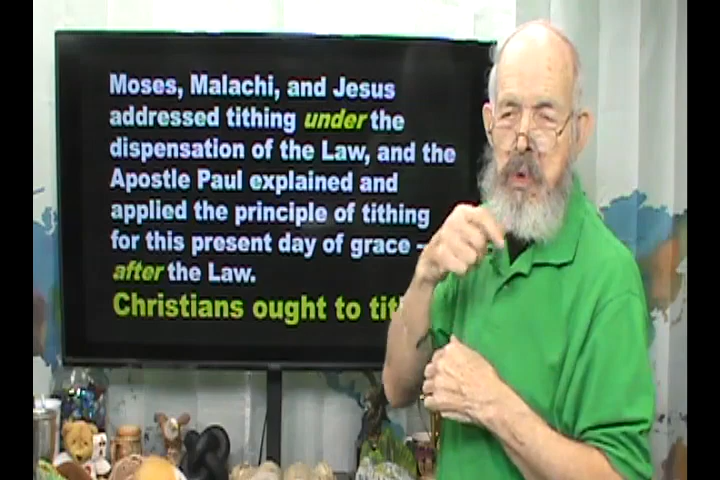 Moses, Malachi, and Jesus
addressed tithing under the
dispensation of the Law, and the
Apostle Paul explained and
applied the principle of tithing
for this present day of grace –
after the Law.
Christians ought to